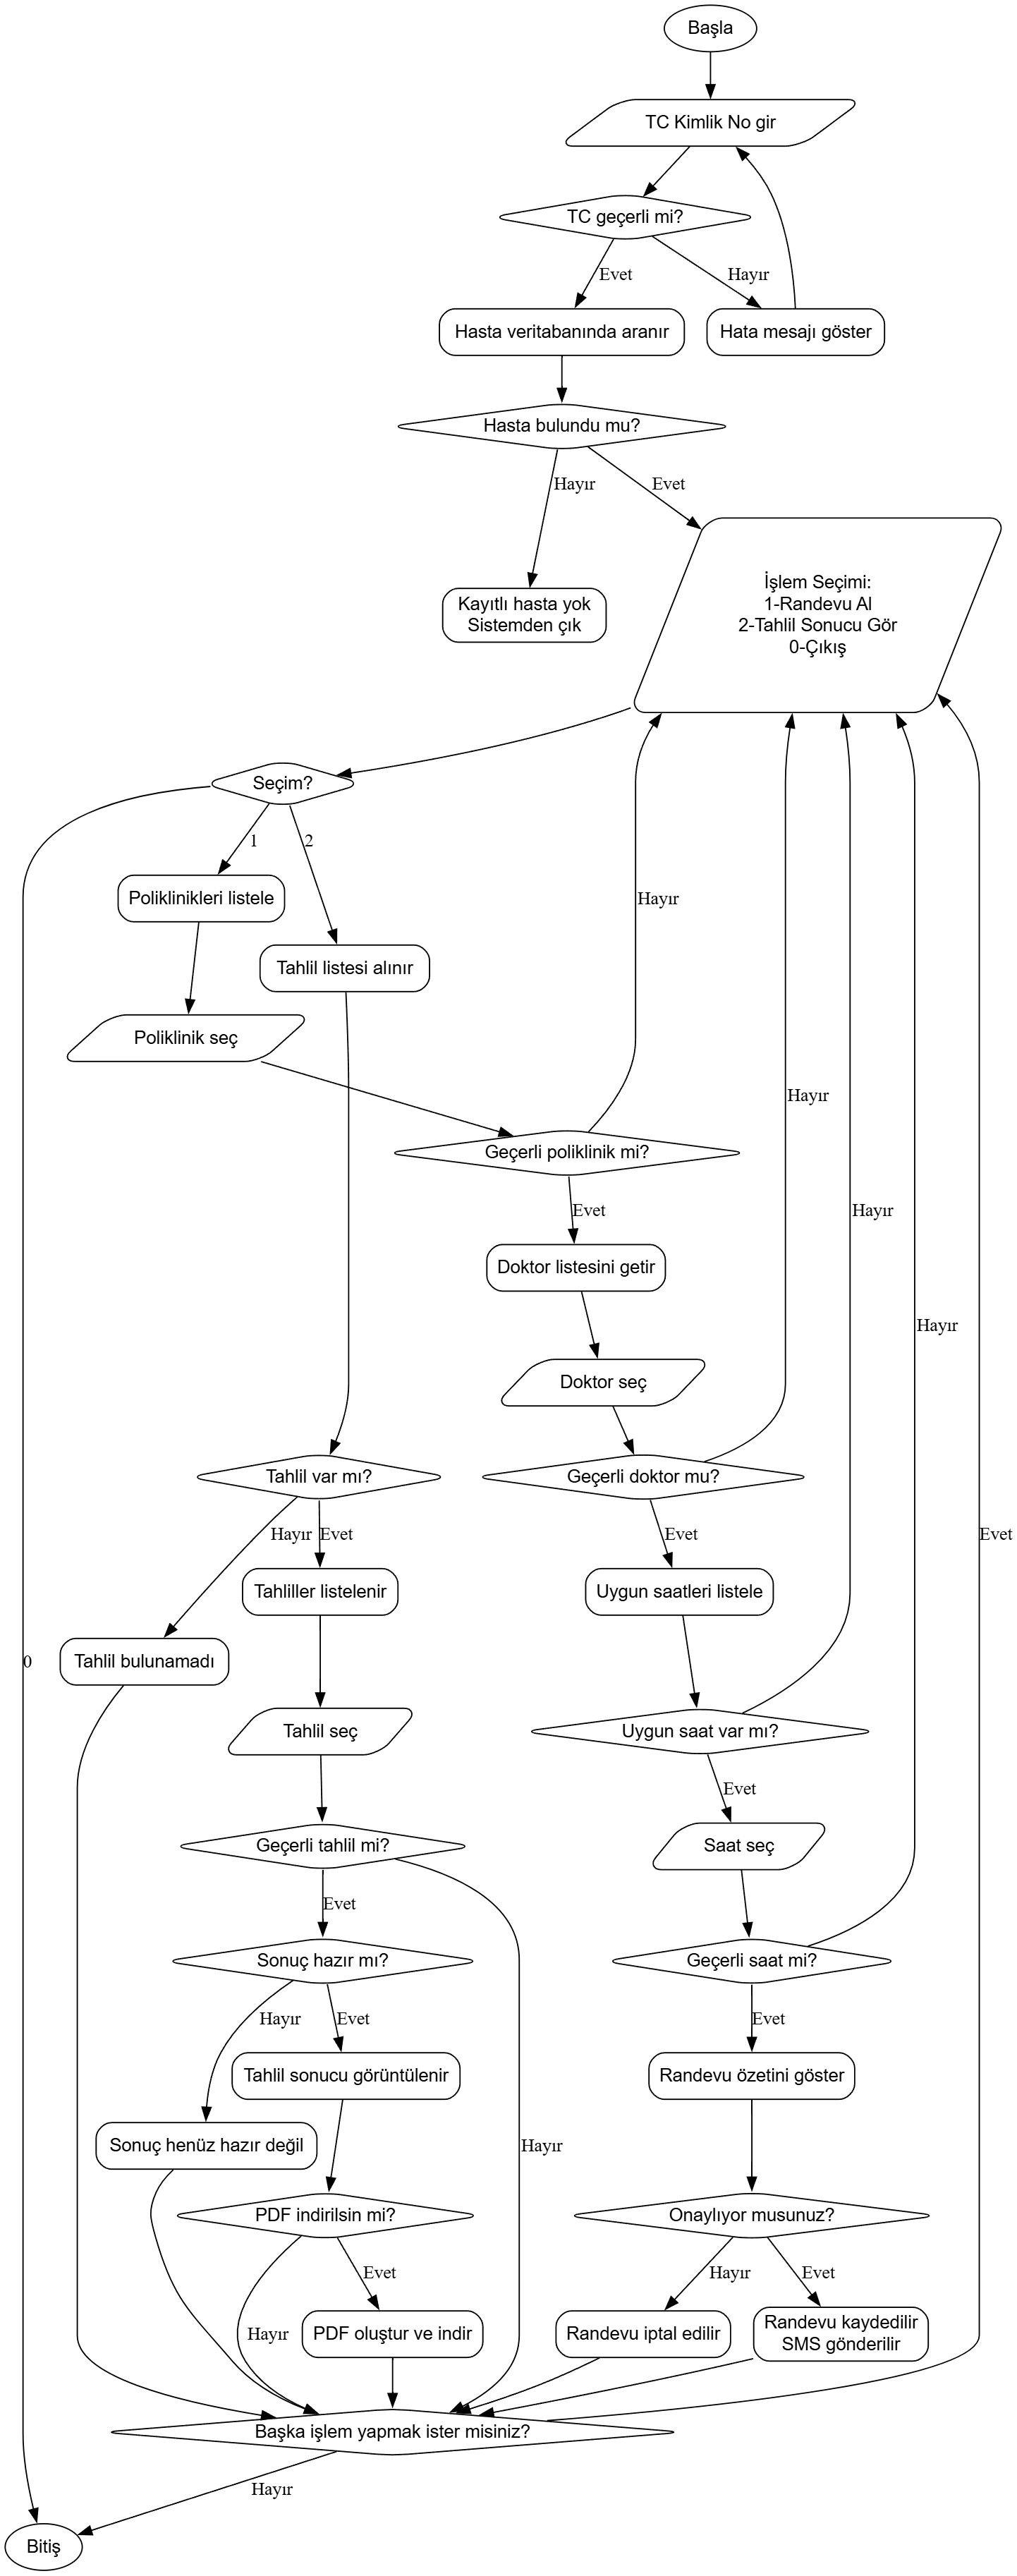 Başla
TC Kimlik No gir
TC geçerli mi?
Evet
Hayır
Hasta veritabanında aranır
Hata mesajı göster
Hasta bulundu mu?
Hayır
Evet
Kayıtlı hasta yok
Sistemden çık
İşlem Seçimi:
1-Randevu Al
2-Tahlil Sonucu Gör
0-Çıkış
Seçim?
1
2
Poliklinikleri listele
Hayır
Tahlil listesi alınır
Poliklinik seç
Hayır
Geçerli poliklinik mi?
Evet
Hayır
Doktor listesini getir
Hayır
Doktor seç
Tahlil var mı?
Geçerli doktor mu?
Hayır
Evet
Evet
Evet
Tahliller listelenir
Uygun saatleri listele
0
Tahlil bulunamadı
Tahlil seç
Uygun saat var mı?
Evet
Geçerli tahlil mi?
Saat seç
Evet
Sonuç hazır mı?
Geçerli saat mi?
Hayır
Evet
Evet
Tahlil sonucu görüntülenir
Randevu özetini göster
Sonuç henüz hazır değil
Hayır
PDF indirilsin mi?
Onaylıyor musunuz?
Evet
Hayır
Evet
Hayır
PDF oluştur ve indir
Randevu iptal edilir
Randevu kaydedilir
SMS gönderilir
Başka işlem yapmak ister misiniz?
Hayır
Bitiş